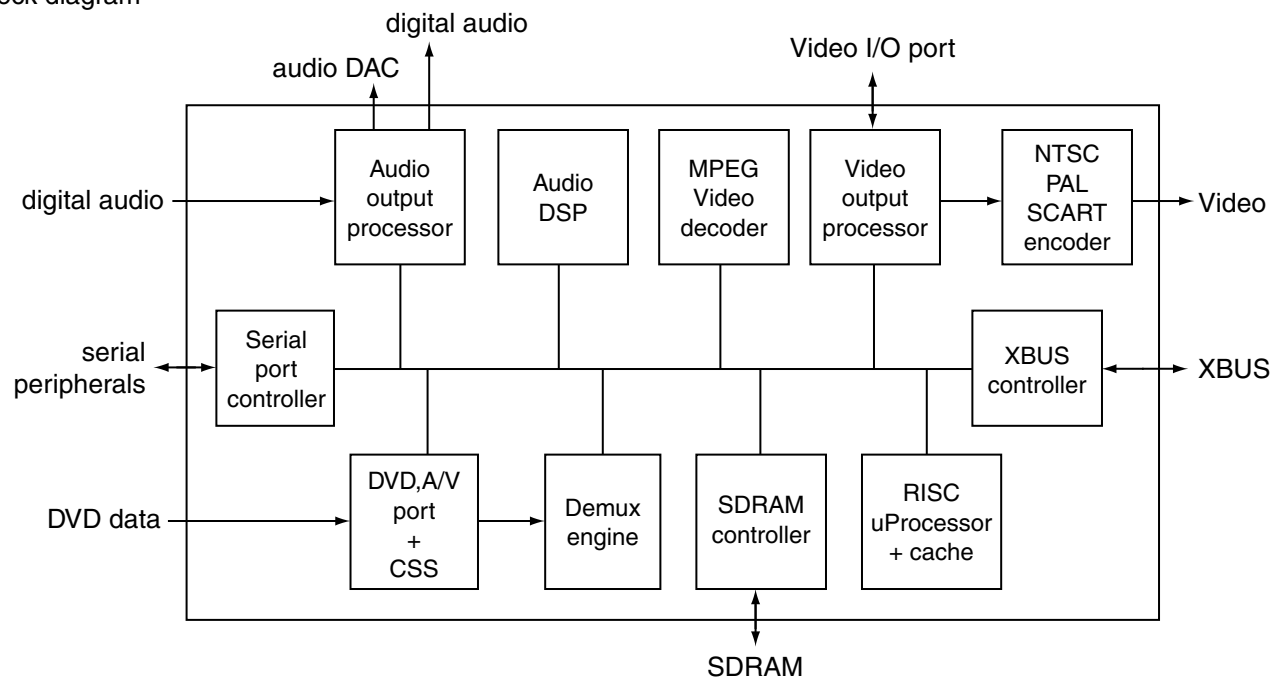 digital audio
audio DAC
Video I/O port
Audio
output
processor
Audio
DSP
MPEG
Video
decoder
Video
output
processor
NTSC
PAL
SCART
encoder
digital audio
Video
serial
peripherals
Serial
port
controller
XBUS
controller
XBUS
DVD data
DVD,A/V
port
+
CSS
Demux
engine
SDRAM
controller
RISC
uProcessor
+ cache
SDRAM
diagram